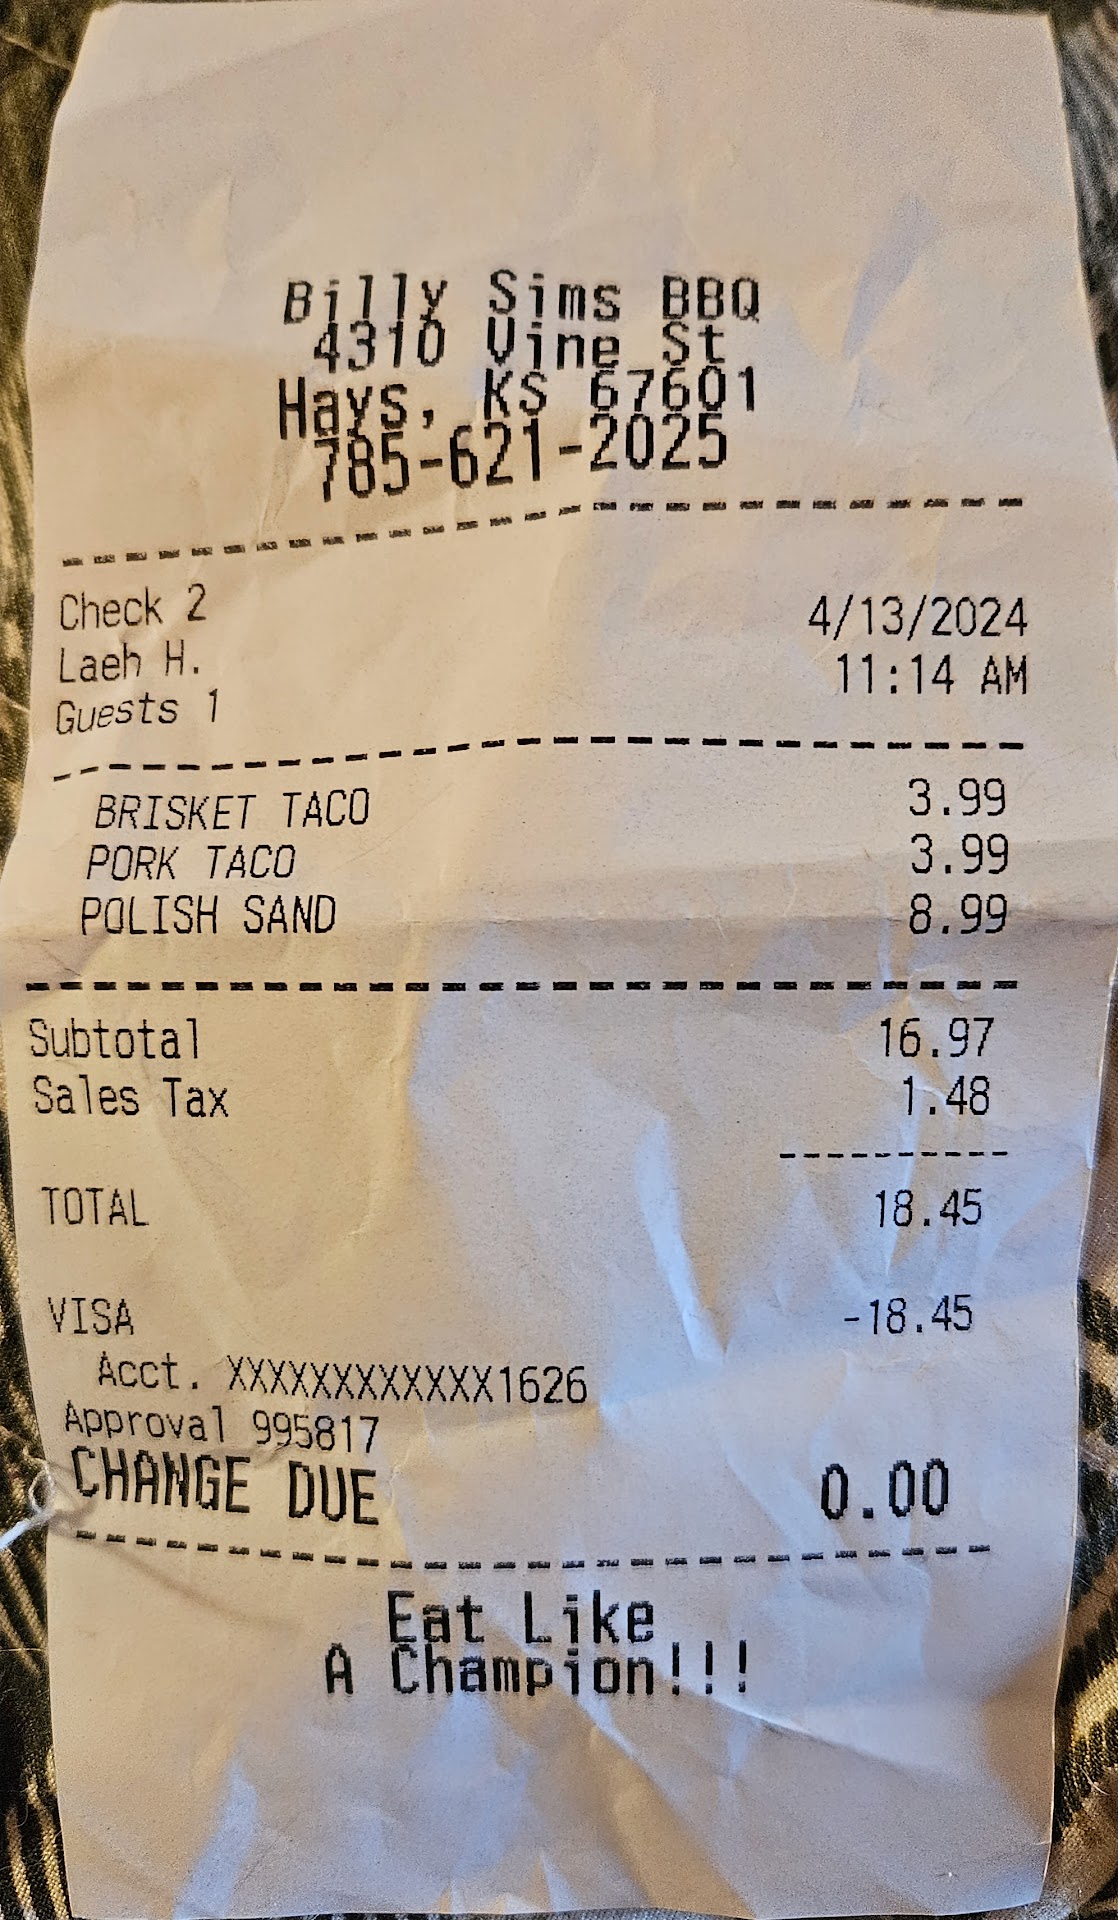 Billy Sims BBQ
4310 Vine St
Hays, KS 67601
785-621-2025
Check 2 4/13/2024
Laeh H. 11:14 AM
Guests 1
BRISKET TACO 3.99
PORK TACO 3.99
POLISH SAND 8.99
Subtotal 16.97
Sales Tax 1.48
TOTAL 18.45
VISA -18.45
Acct. XXXXXXXXXXXX1626
Approval 995817
CHANGE DUE 0.00
Eat Like
A Champion!!!